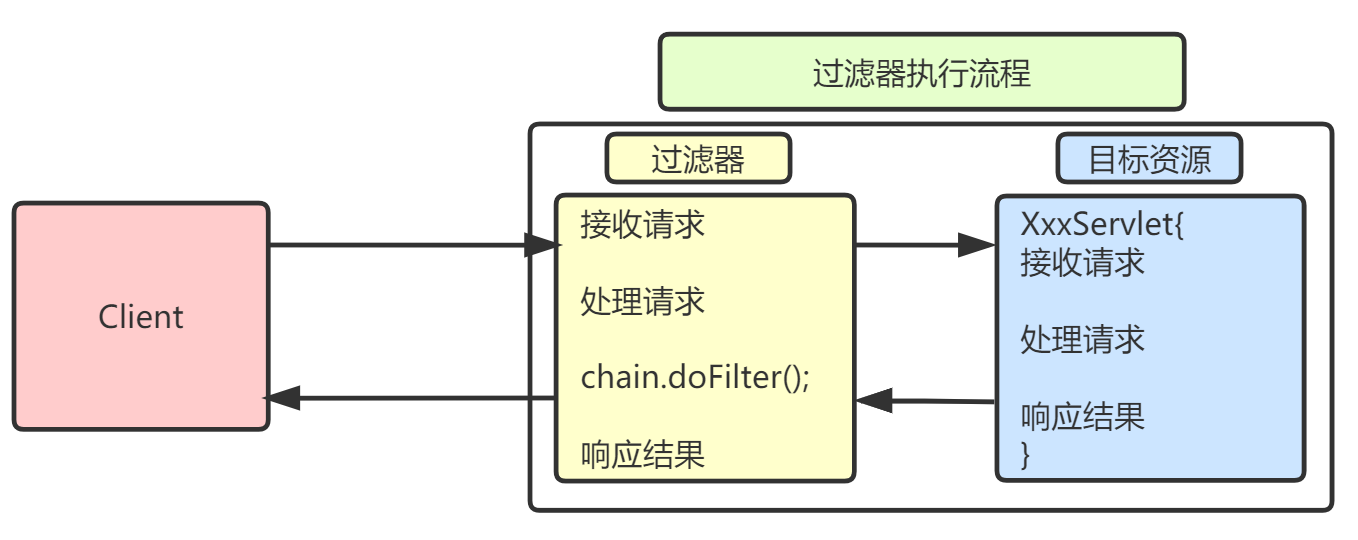 过滤器执行流程
过滤器
目标资源
Client
接收请求
处理请求
chain.doFilter();
响应结果
XxxServlet{
接收请求
处理请求
响应结果
}